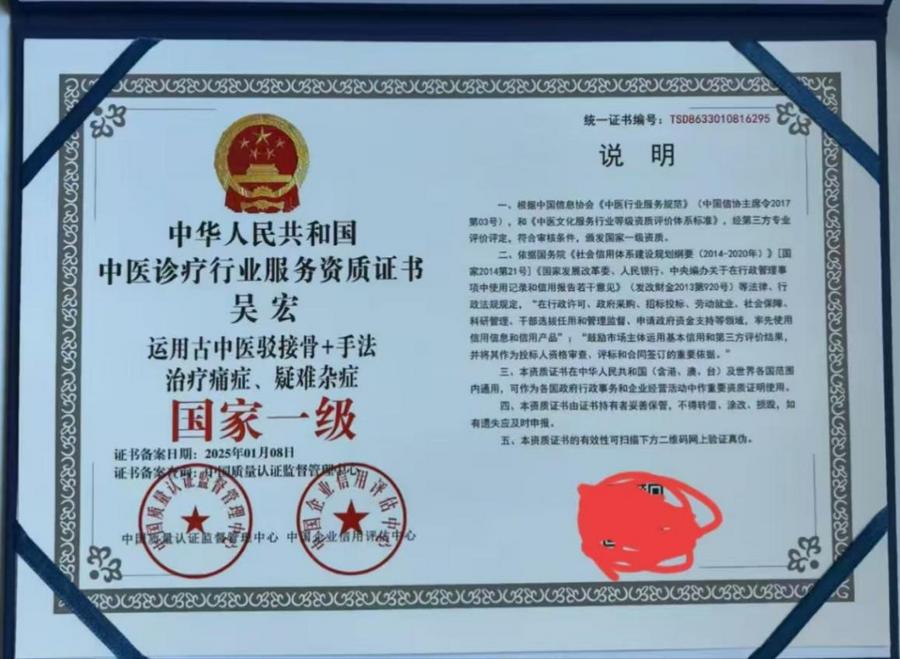 中华人民共和国
中医诊疗行业服务资质证书
吴宏
运用古中医驳接骨+手法
治疗痛症、疑难杂症
国家一级
证书备案日期：2025年01月08日
证书备案查询：中国质量认证监督管理中心
中国质量认证监督管理中心
中国企业信用评估中心
中国质量认证监督管理中心 中国企业信用评估中心
统一证书编号：TSD8633010816295
说 明
一、根据中国信息协会《中医行业服务规范》（中国信协主席令2017
第03号），和《中医文化服务行业等级资质评价体系标准》，经第三方专业
评价评定，符合审核条件，颁发国家一级资质。
二、依据国务院《社会信用体系建设规划纲要（2014-2020年）》[国
家2014第21号]《国家发展改革委、人民银行、中央编办关于在行政管理事
项中使用记录和信用报告若干意见》（发改财金2013第920号）等法律、行
政法规规定，“在行政许可、政府采购、招标投标、劳动就业、社会保障、
科研管理、干部选拔任用和管理监督、申请政府资金支持等领域，率先使用
信用信息和信用产品”；“鼓励市场主体运用基本信用和第三方评价结果，
并将其作为投标人资格审查、评标和合同签订的重要依据。”
三、本资质证书在中华人民共和国（含港、澳、台）及世界各国范围
内通用，可作为各国政府行政事务和企业经营活动中作重要资质证明使用。
四、本资质证书由证书持有者妥善保管，不得转借、涂改、损毁，如
有遗失应及时申报。
五、本资质证书的有效性可扫描下方二维码网上验证真伪。